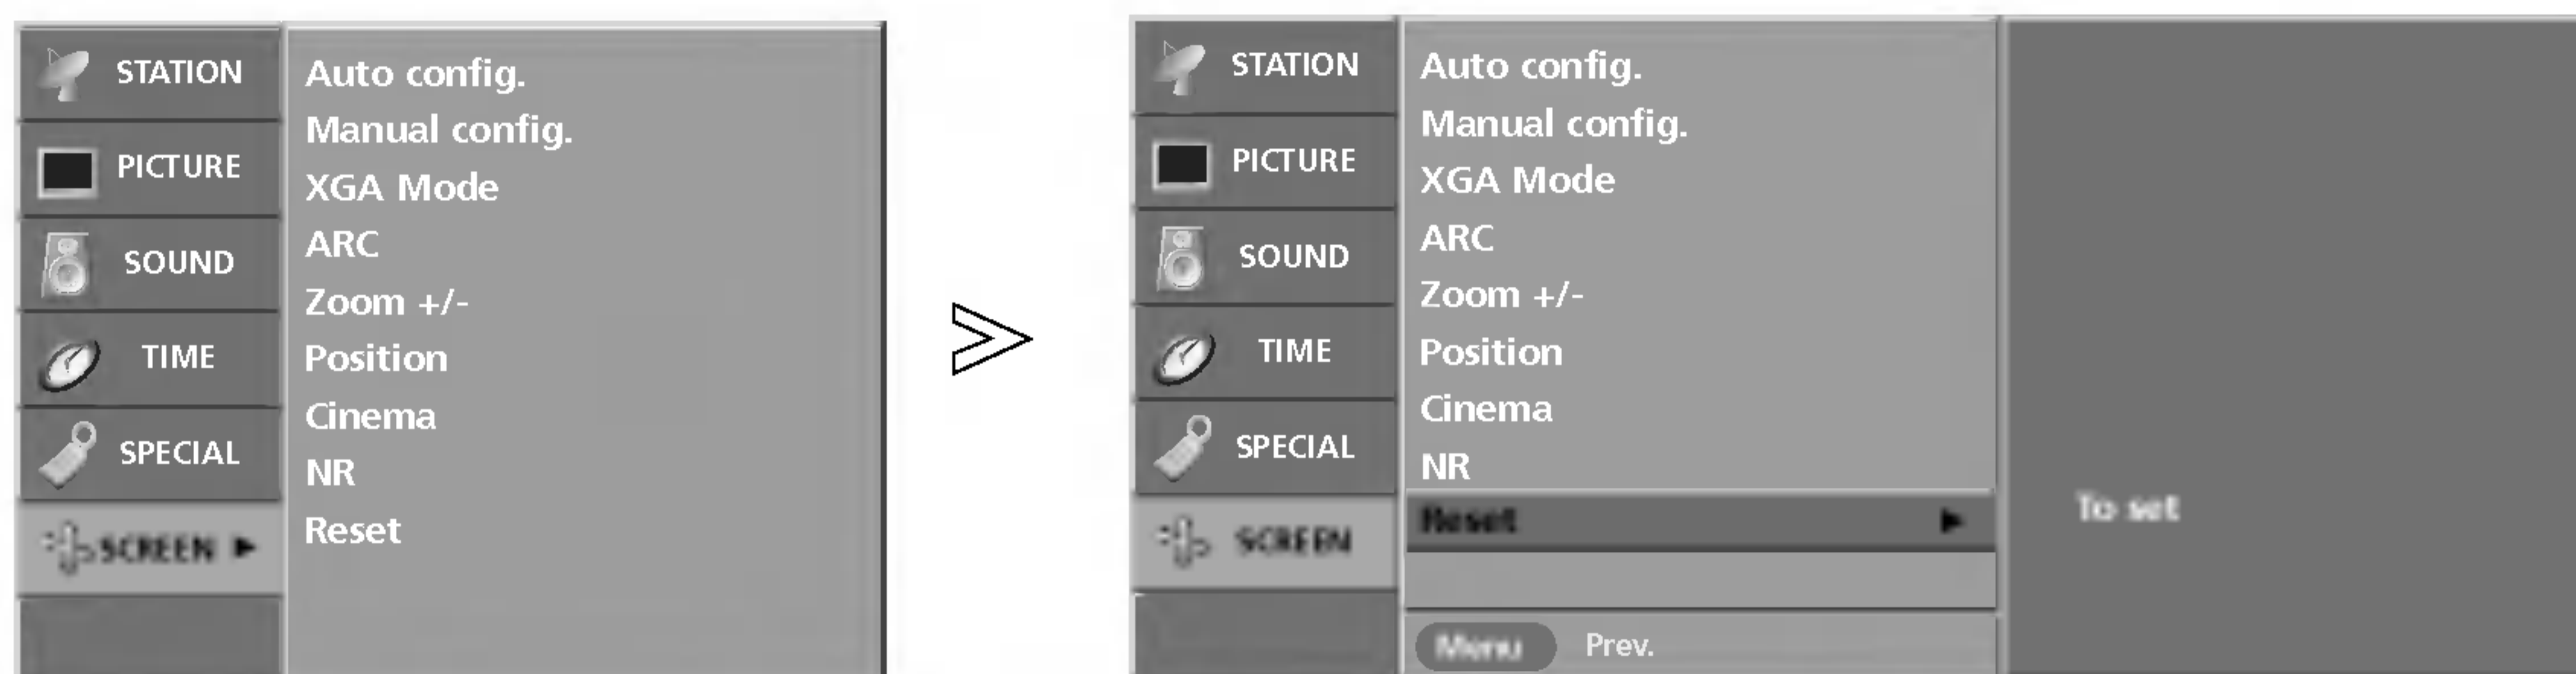 STATION
PICTURE
SOUND
TIME
SPECIAL
SCREEN ►
Auto config.
Manual config.
XGA Mode
ARC
Zoom +/-
Position
Cinema
NR
Reset
STATION
PICTURE
SOUND
TIME
SPECIAL
SCREEN
Auto config.
Manual config.
XGA Mode
ARC
Zoom +/-
Position
Cinema
NR
Reset ►
Menu Prev.
To set